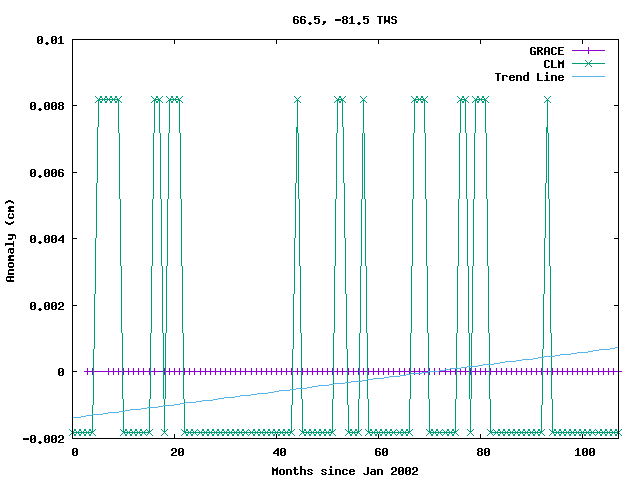 66.5, -81.5 TWS
GRACE
CLM
Trend Line
0.01
0.008
0.006
0.004
0.002
0
-0.002
Anomaly (cm)
0 20 40 60 80 100
Months since Jan 2002